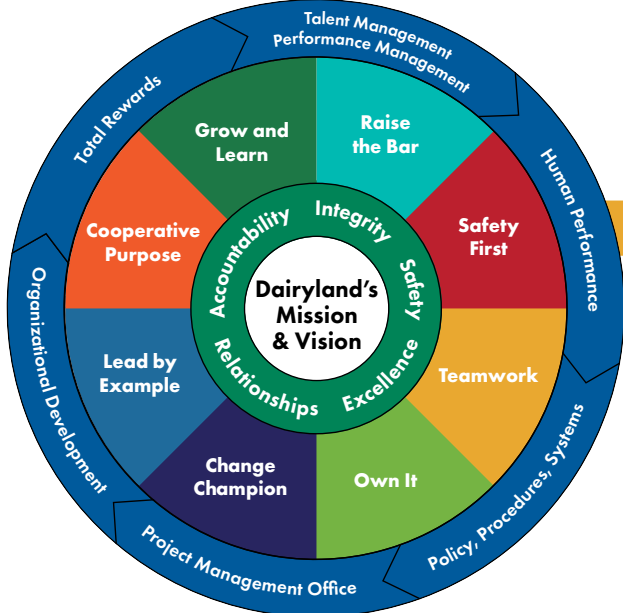 Talent Management
Performance Management
Human Performance
Policy, Procedures, Systems
Project Management Office
Organizational Development
Total Rewards
Grow and
Learn
Raise
the Bar
Safety
First
Teamwork
Own It
Change
Champion
Lead by
Example
Cooperative
Purpose
Accountability
Integrity
Safety
Excellence
Relationships
Dairyland’s
Mission
& Vision